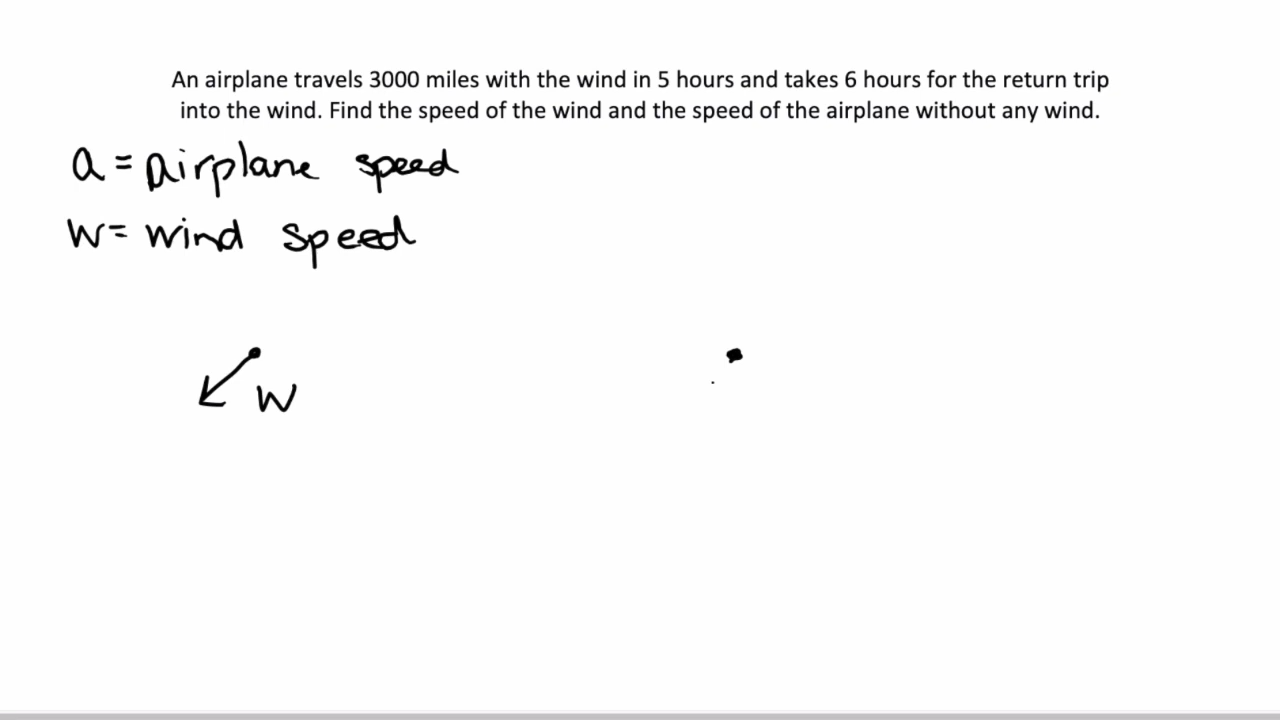 An airplane travels 3000 miles with the wind in 5 hours and takes 6 hours for the return trip
into the wind. Find the speed of the wind and the speed of the airplane without any wind.
a = airplane speed
w = wind speed
W